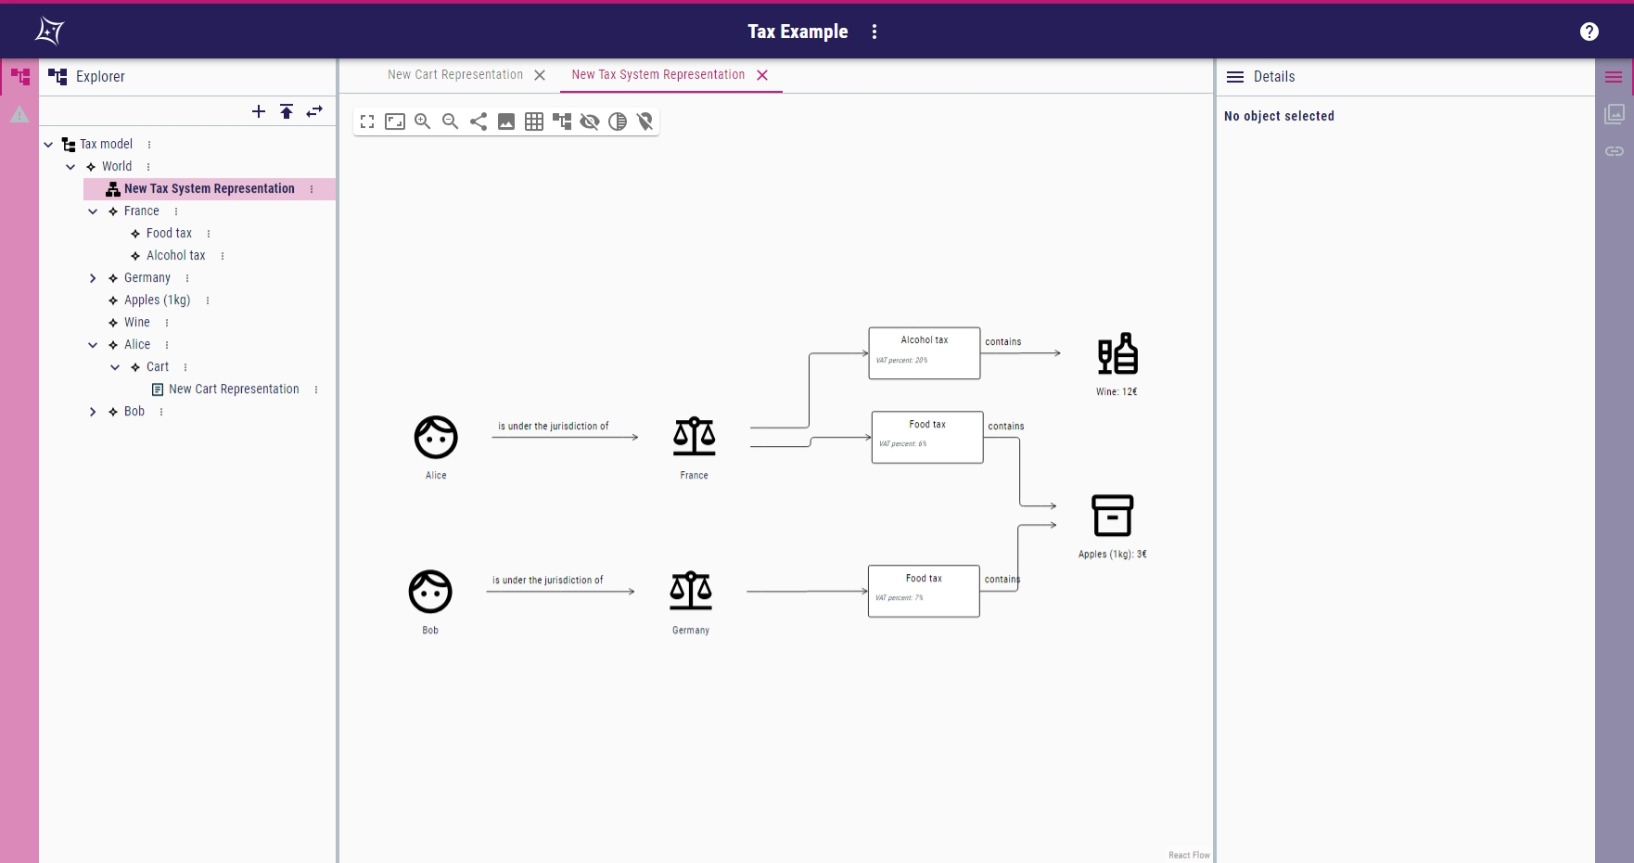 Tax Example
Explorer
New Cart Representation
New Tax System Representation
Details
No object selected
Tax model
World
New Tax System Representation
France
Food tax
Alcohol tax
Germany
Apples (1kg)
Wine
Alice
Cart
New Cart Representation
Bob
Alcohol tax
VAT percent: 20%
contains
Wine: 12€
Food tax
VAT percent: 6%
contains
is under the jurisdiction of
Alice
France
Apples (1kg): 3€
Food tax
VAT percent: 7%
contains
is under the jurisdiction of
Bob
Germany
React Flow